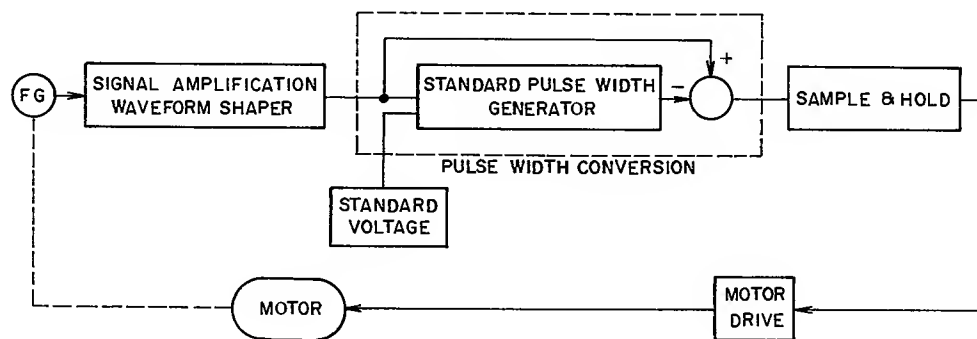 FG
SIGNAL AMPLIFICATION
WAVEFORM SHAPER
STANDARD PULSE WIDTH
GENERATOR
+
−
SAMPLE & HOLD
PULSE WIDTH CONVERSION
STANDARD
VOLTAGE
MOTOR
MOTOR
DRIVE